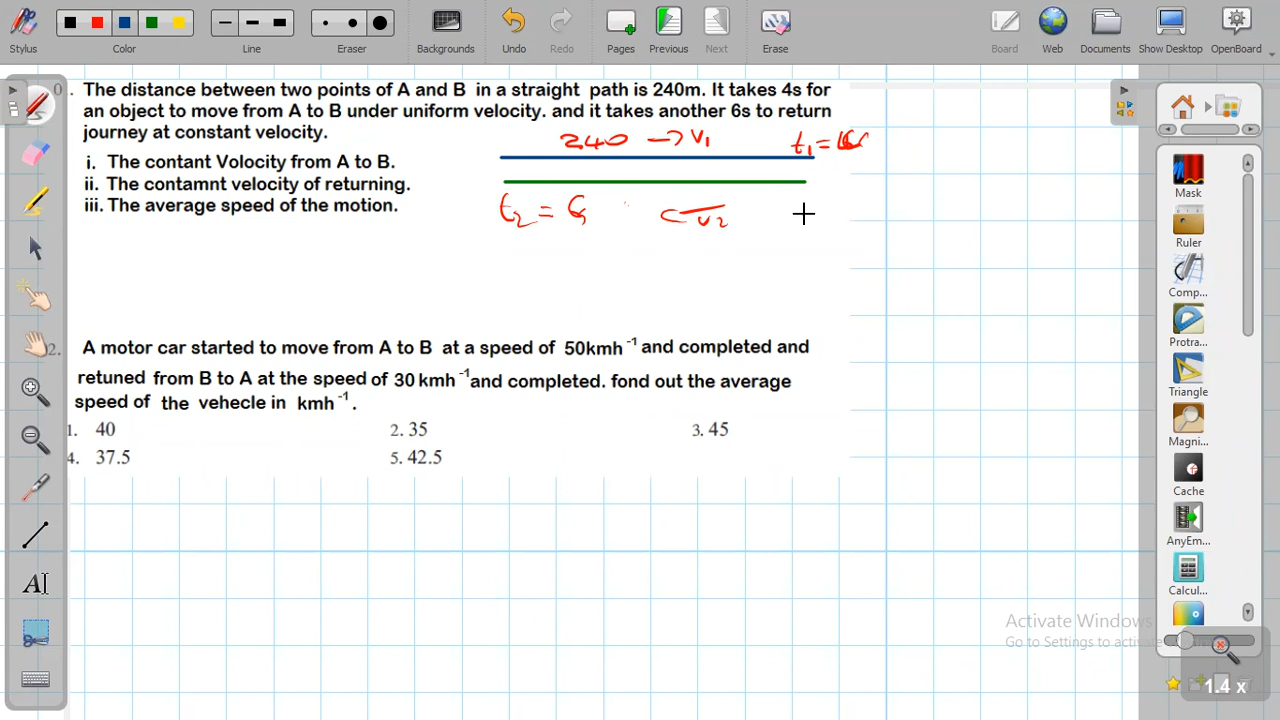 Stylus
Color
Line
Eraser
Backgrounds
Undo
Redo
Pages
Previous
Next
Erase
Board
Web
Documents
Show Desktop
OpenBoard
The distance between two points of A and B in a straight path is 240m. It takes 4s for
an object to move from A to B under uniform velocity. and it takes another 6s to return
journey at constant velocity.
240 → V1
t1 =
i. The contant Volocity from A to B.
ii. The contamnt velocity of returning.
iii. The average speed of the motion.
t2 = 6s
v2
2. A motor car started to move from A to B at a speed of 50kmh -1 and completed and
retuned from B to A at the speed of 30 kmh -1 and completed. fond out the average
speed of the vehecle in kmh -1.
1. 40 2. 35 3. 45
4. 37.5 5. 42.5
Mask
Ruler
Comp...
Protra...
Triangle
Magni...
Cache
AnyEm...
Calcul...
Activate Windows
Go to Settings to activate
1.4 x